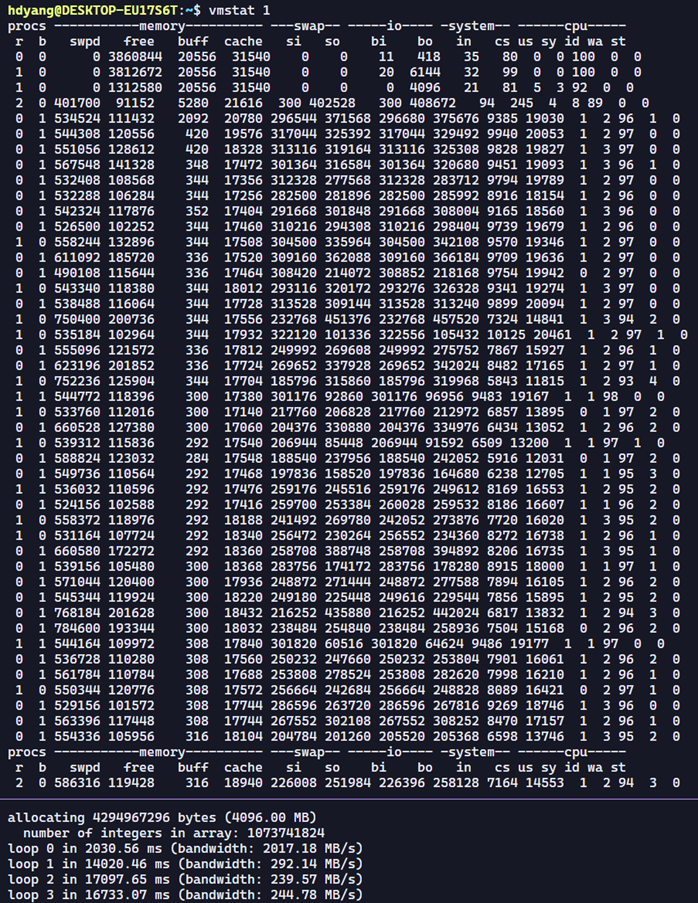 hdyang@DESKTOP-EU17S6T:~$ vmstat 1
procs -----------memory---------- ---swap-- -----io---- -system-- ------cpu-----
 r  b   swpd   free   buff  cache   si   so    bi    bo   in   cs us sy id wa st
 0  0      0 3860844  20556  31540    0    0    11   418   35   80  0  0 100  0  0
 1  0      0 3812672  20556  31540    0    0    20  6144   32   99  0  0 100  0  0
 1  0      0 1312580  20556  31540    0    0     0  4096   21   81  5  3 92  0  0
 2  0 401700  91152   5280  21616  300 402528   300 408672   94  245  4  8 89  0  0
 0  1 534524 111432   2092  20780 296544 371568 296680 375676 9385 19030  1  2 96  1  0
 0  1 544308 120556    420  19576 317044 325392 317044 329492 9940 20053  1  2 97  0  0
 0  1 551056 128612    420  18328 313116 319164 313116 325308 9828 19827  1  3 97  0  0
 0  1 567548 141328    348  17472 301364 316584 301364 320680 9451 19093  1  3 96  1  0
 0  1 532408 108568    344  17356 312328 277568 312328 283712 9794 19789  1  2 97  0  0
 0  1 532288 106284    344  17256 282500 281896 282500 285992 8916 18154  1  2 96  0  0
 0  1 542324 117876    352  17404 291668 301848 291668 308004 9165 18560  1  3 96  0  0
 0  1 526500 102252    344  17460 310216 294308 310216 298404 9739 19679  1  2 96  0  0
 1  0 558244 132896    344  17508 304500 335964 304500 342108 9570 19346  1  2 97  0  0
 1  0 611092 185720    336  17520 309160 362088 309160 366184 9709 19636  1  2 97  0  0
 0  1 490108 115644    336  17464 308420 214072 308852 218168 9754 19942  0  2 97  0  0
 1  0 543340 118380    344  18012 293116 320172 293276 326328 9341 19274  1  3 97  0  0
 1  0 538488 116064    344  17728 313528 309144 313528 313240 9899 20094  1  2 97  0  0
 1  0 750400 200736    344  17556 232768 451376 232768 457520 7324 14841  1  3 94  2  0
 1  0 535184 102964    344  17932 322120 101336 322556 105432 10125 20461  1  2 97  1  0
 0  1 555096 121572    336  17812 249992 269608 249992 275752 7867 15927  1  2 96  1  0
 0  1 623196 201852    336  17724 269652 337928 269652 342024 8482 17165  1  2 97  1  0
 1  0 752236 125904    344  17704 185796 315860 185796 319968 5843 11815  1  2 93  4  0
 1  1 544772 118396    300  17380 301176 92860 301176 96956 9483 19167  1  1 98  0  0
 1  0 533760 112016    300  17140 217760 206828 217760 212972 6857 13895  0  1 97  2  0
 1  0 660528 127380    300  17060 204376 330880 204376 334976 6434 13052  1  2 96  2  0
 1  0 539312 115836    292  17540 206944 85448 206944 91592 6509 13200  1  1 97  1  0
 0  1 588824 123032    284  17548 188540 237956 188540 242052 5916 12031  0  1 97  2  0
 0  1 549736 110564    292  17468 197836 158520 197836 164680 6238 12705  1  1 95  3  0
 1  1 536032 110596    292  17476 259176 245516 259176 249612 8169 16553  1  2 95  2  0
 0  1 524156 102588    292  17416 259700 253384 260028 259532 8186 16607  1  2 96  2  0
 1  0 558372 118976    292  18188 241492 269780 242052 273876 7720 16020  1  3 95  2  0
 1  0 531164 107724    292  18340 256472 230264 256552 234360 8272 16738  1  2 96  1  0
 1  0 660580 172272    292  18360 258708 388748 258708 394892 8206 16735  1  3 95  1  0
 0  1 539156 105480    300  18368 283756 174172 283756 178280 8915 18000  1  1 97  1  0
 0  1 571044 120400    300  17936 248872 271444 248872 277588 7894 16105  1  2 96  2  0
 0  1 545344 119924    300  18220 249180 225448 249616 229544 7856 15895  1  2 95  2  0
 0  1 768184 201628    300  18432 216252 435880 216252 442024 6817 13832  1  2 94  3  0
 0  1 784600 193344    300  18032 238484 254840 238484 258936 7504 15168  0  2 96  2  0
 1  1 544164 109972    308  17840 301820 60516 301820 64624 9486 19177  1  1 97  0  0
 0  1 536728 110280    308  17560 250232 247660 250232 253804 7901 16061  1  2 96  2  0
 0  1 561784 110784    308  17688 253808 278524 253808 282620 7998 16210  1  2 96  1  0
 1  0 550344 120776    308  17572 256664 242684 256664 248828 8089 16421  0  2 97  1  0
 0  1 529156 101572    308  17744 286596 263720 286596 267816 9269 18746  1  3 96  0  0
 0  1 563396 117448    308  17744 267552 302108 267552 308252 8470 17157  1  2 96  1  0
 0  1 554336 105956    316  18104 204784 201260 205520 205368 6598 13746  1  3 95  2  0
procs -----------memory---------- ---swap-- -----io---- -system-- ------cpu-----
 r  b   swpd   free   buff  cache   si   so    bi    bo   in   cs us sy id wa st
 2  0 586316 119428    316  18940 226008 251984 226396 258128 7164 14553  1  2 94  3  0
allocating 4294967296 bytes (4096.00 MB)
  number of integers in array: 1073741824
loop 0 in 2030.56 ms (bandwidth: 2017.18 MB/s)
loop 1 in 14020.46 ms (bandwidth: 292.14 MB/s)
loop 2 in 17097.65 ms (bandwidth: 239.57 MB/s)
loop 3 in 16733.07 ms (bandwidth: 244.78 MB/s)